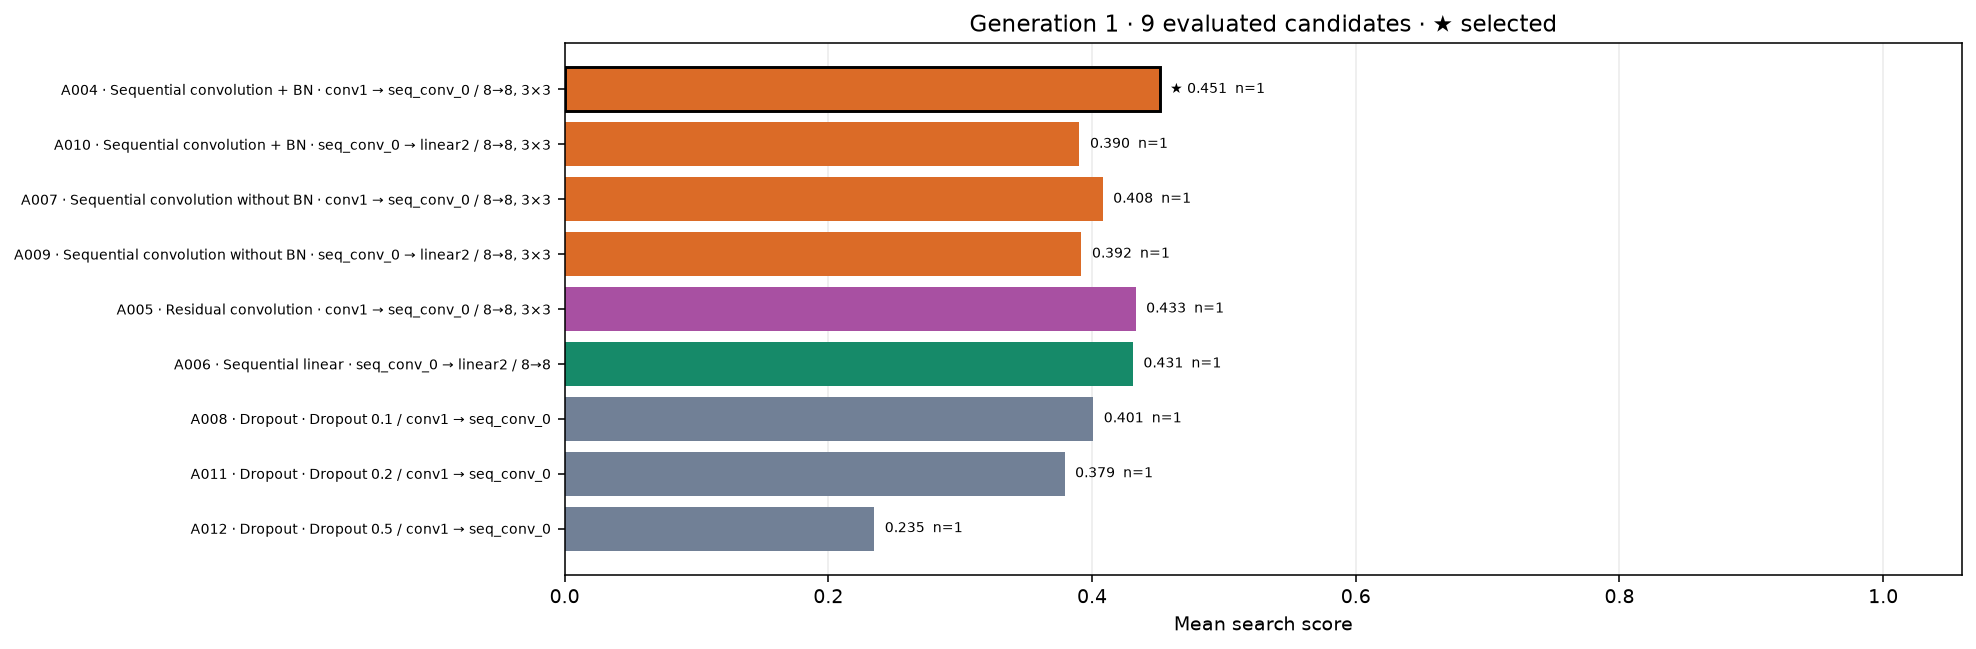 Generation 1 · 9 evaluated candidates · ★ selected
A004 · Sequential convolution + BN · conv1 → seq_conv_0 / 8→8, 3×3
★ 0.451 n=1
A010 · Sequential convolution + BN · seq_conv_0 → linear2 / 8→8, 3×3
0.390 n=1
A007 · Sequential convolution without BN · conv1 → seq_conv_0 / 8→8, 3×3
0.408 n=1
A009 · Sequential convolution without BN · seq_conv_0 → linear2 / 8→8, 3×3
0.392 n=1
A005 · Residual convolution · conv1 → seq_conv_0 / 8→8, 3×3
0.433 n=1
A006 · Sequential linear · seq_conv_0 → linear2 / 8→8
0.431 n=1
A008 · Dropout · Dropout 0.1 / conv1 → seq_conv_0
0.401 n=1
A011 · Dropout · Dropout 0.2 / conv1 → seq_conv_0
0.379 n=1
A012 · Dropout · Dropout 0.5 / conv1 → seq_conv_0
0.235 n=1
0.0 0.2 0.4 0.6 0.8 1.0
Mean search score